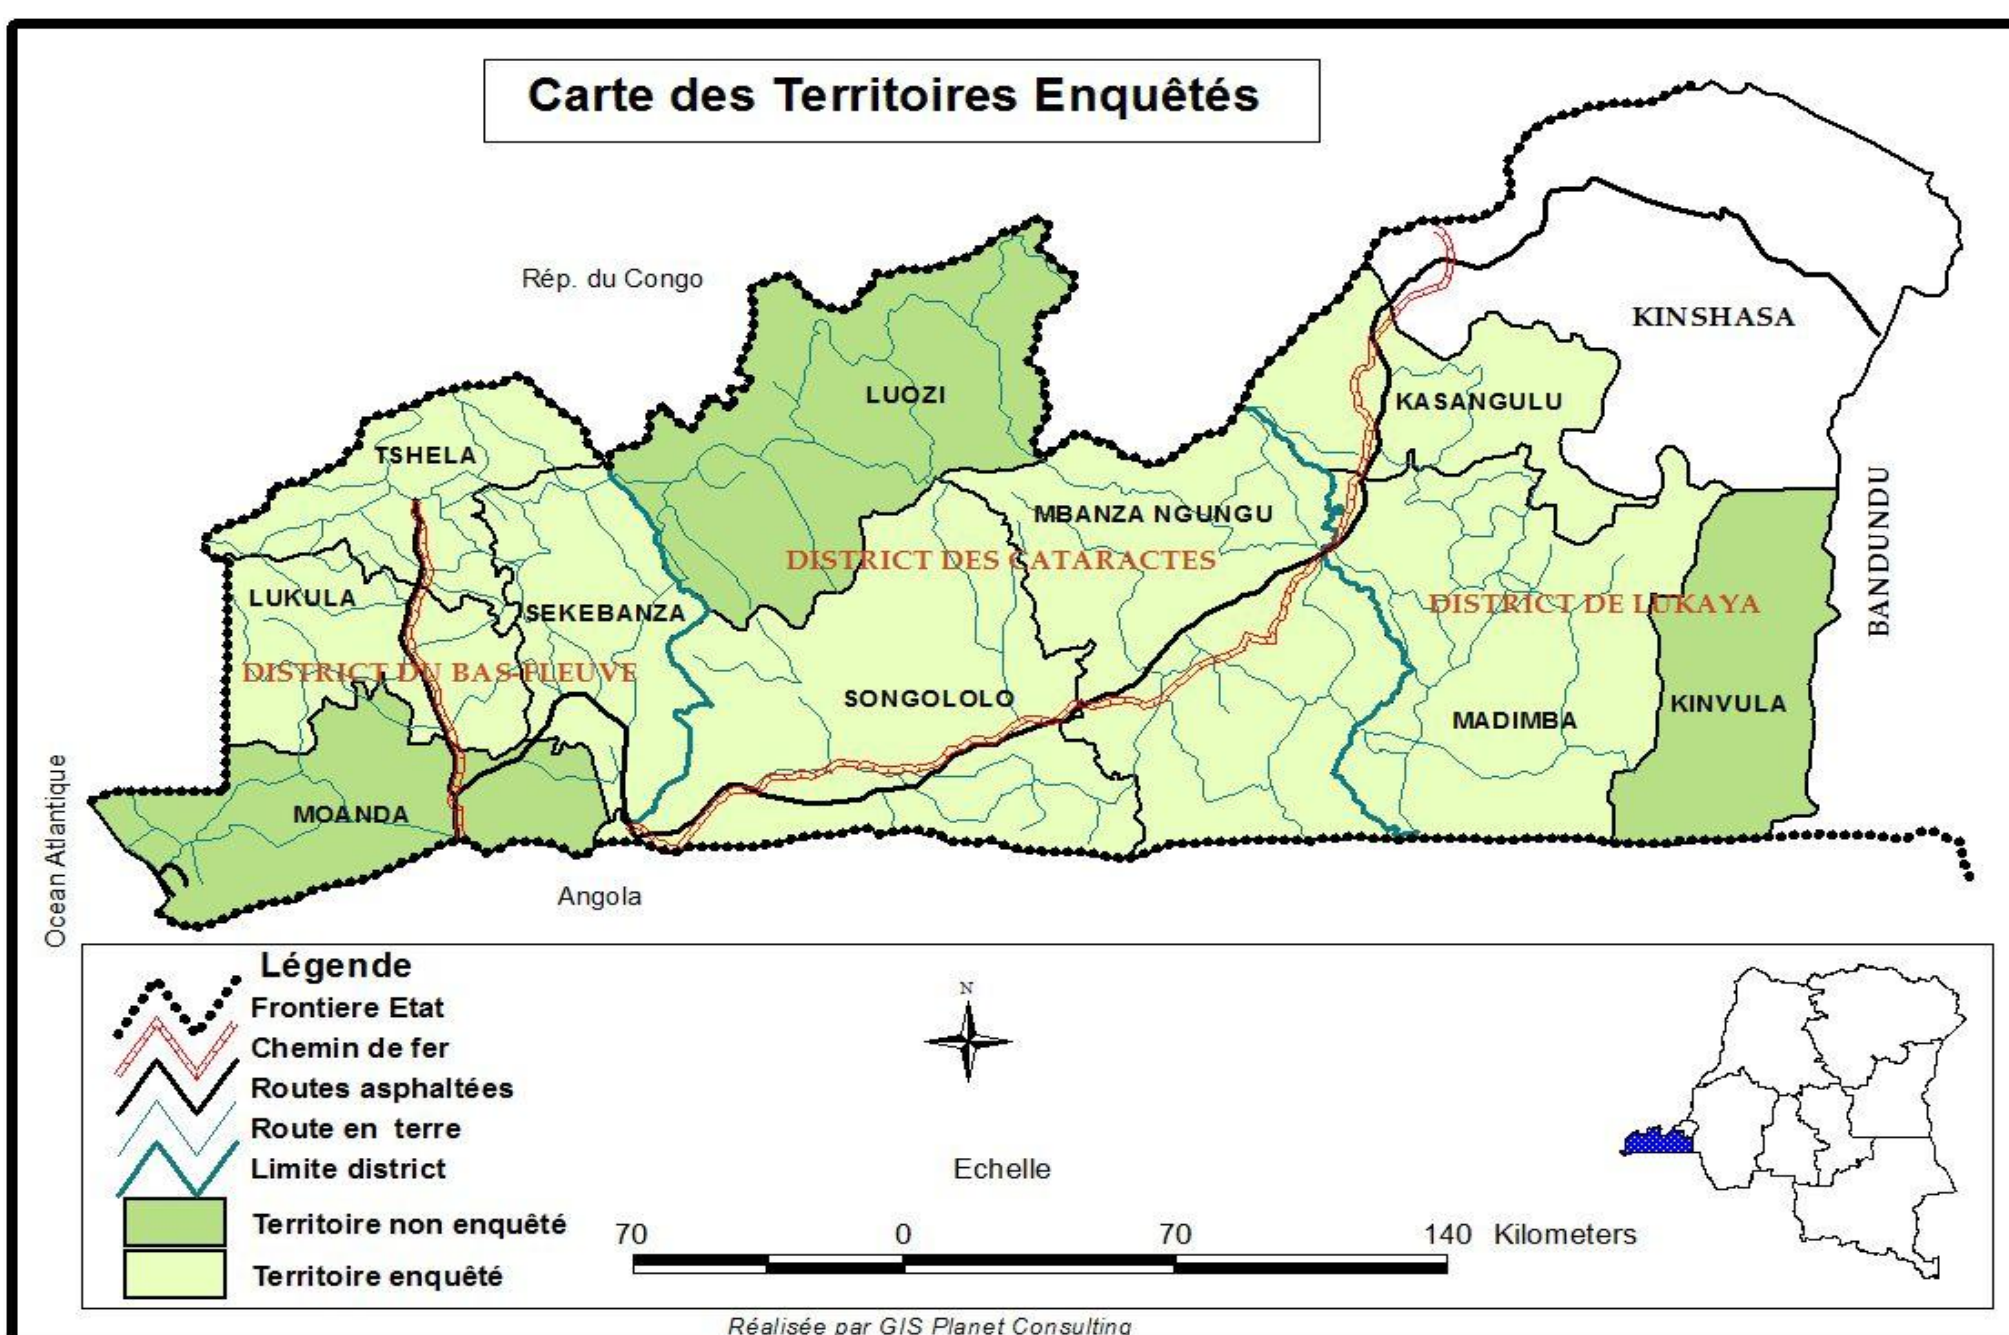 Carte des Territoires Enquêtés
Rép. du Congo
KINSHASA
LUOZI
KASANGULU
TSHELA
MBANZA NGUNGU
BANDUNDU
DISTRICT DES CATARACTES
LUKULA
SEKEBANZA
DISTRICT DE LUKAYA
DISTRICT DU BAS-FLEUVE
SONGOLOLO
KINVULA
MADIMBA
MOANDA
Ocean Atlantique
Angola
Légende
Frontiere Etat
Chemin de fer
Routes asphaltées
Route en terre
Limite district
Territoire non enquêté
Territoire enquêté
N
Echelle
70 0 70 140 Kilometers
Réalisée par GIS Planet Consulting